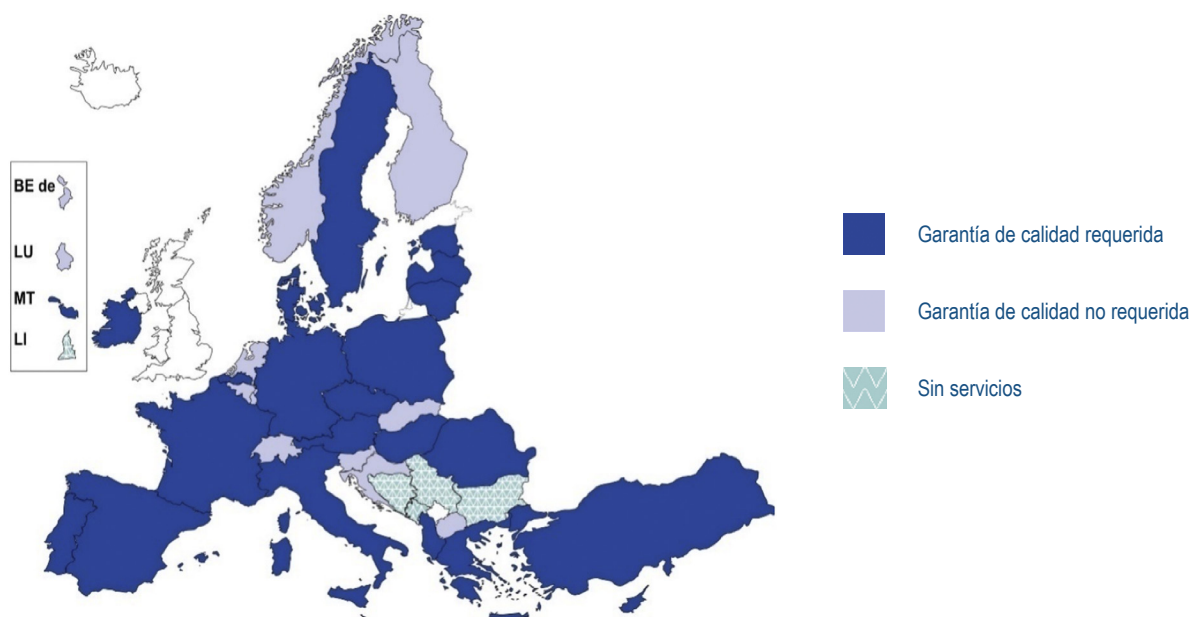 BE de
LU
MT
LI
Garantía de calidad requerida
Garantía de calidad no requerida
Sin servicios